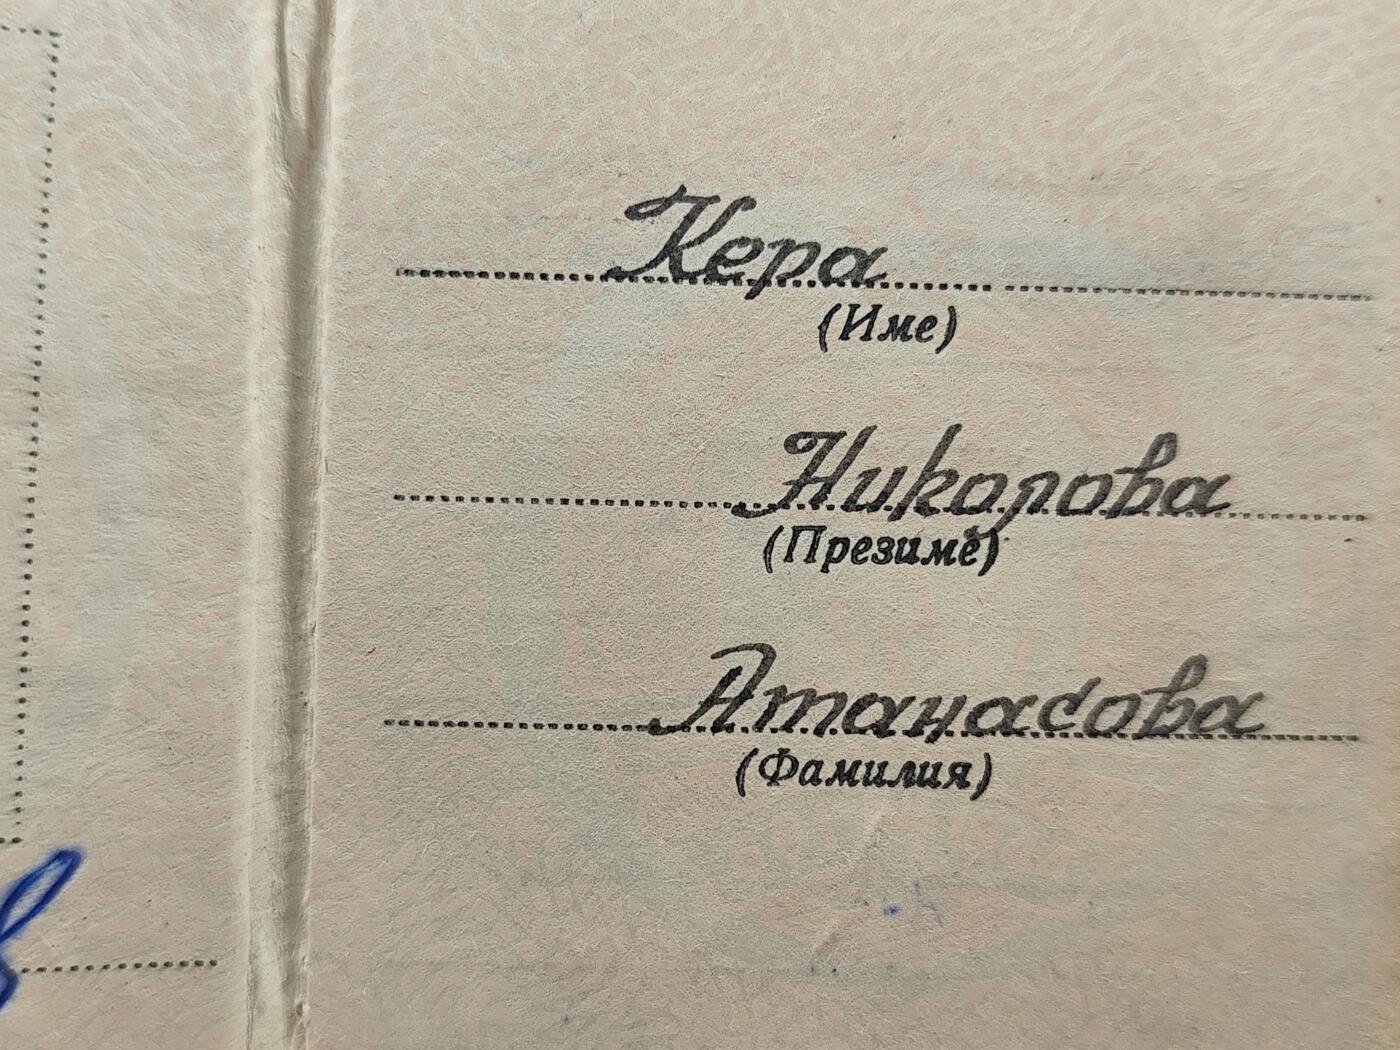 Кера
(Име)
Никорова
(Презиме)
Атанасова
(Фамилия)